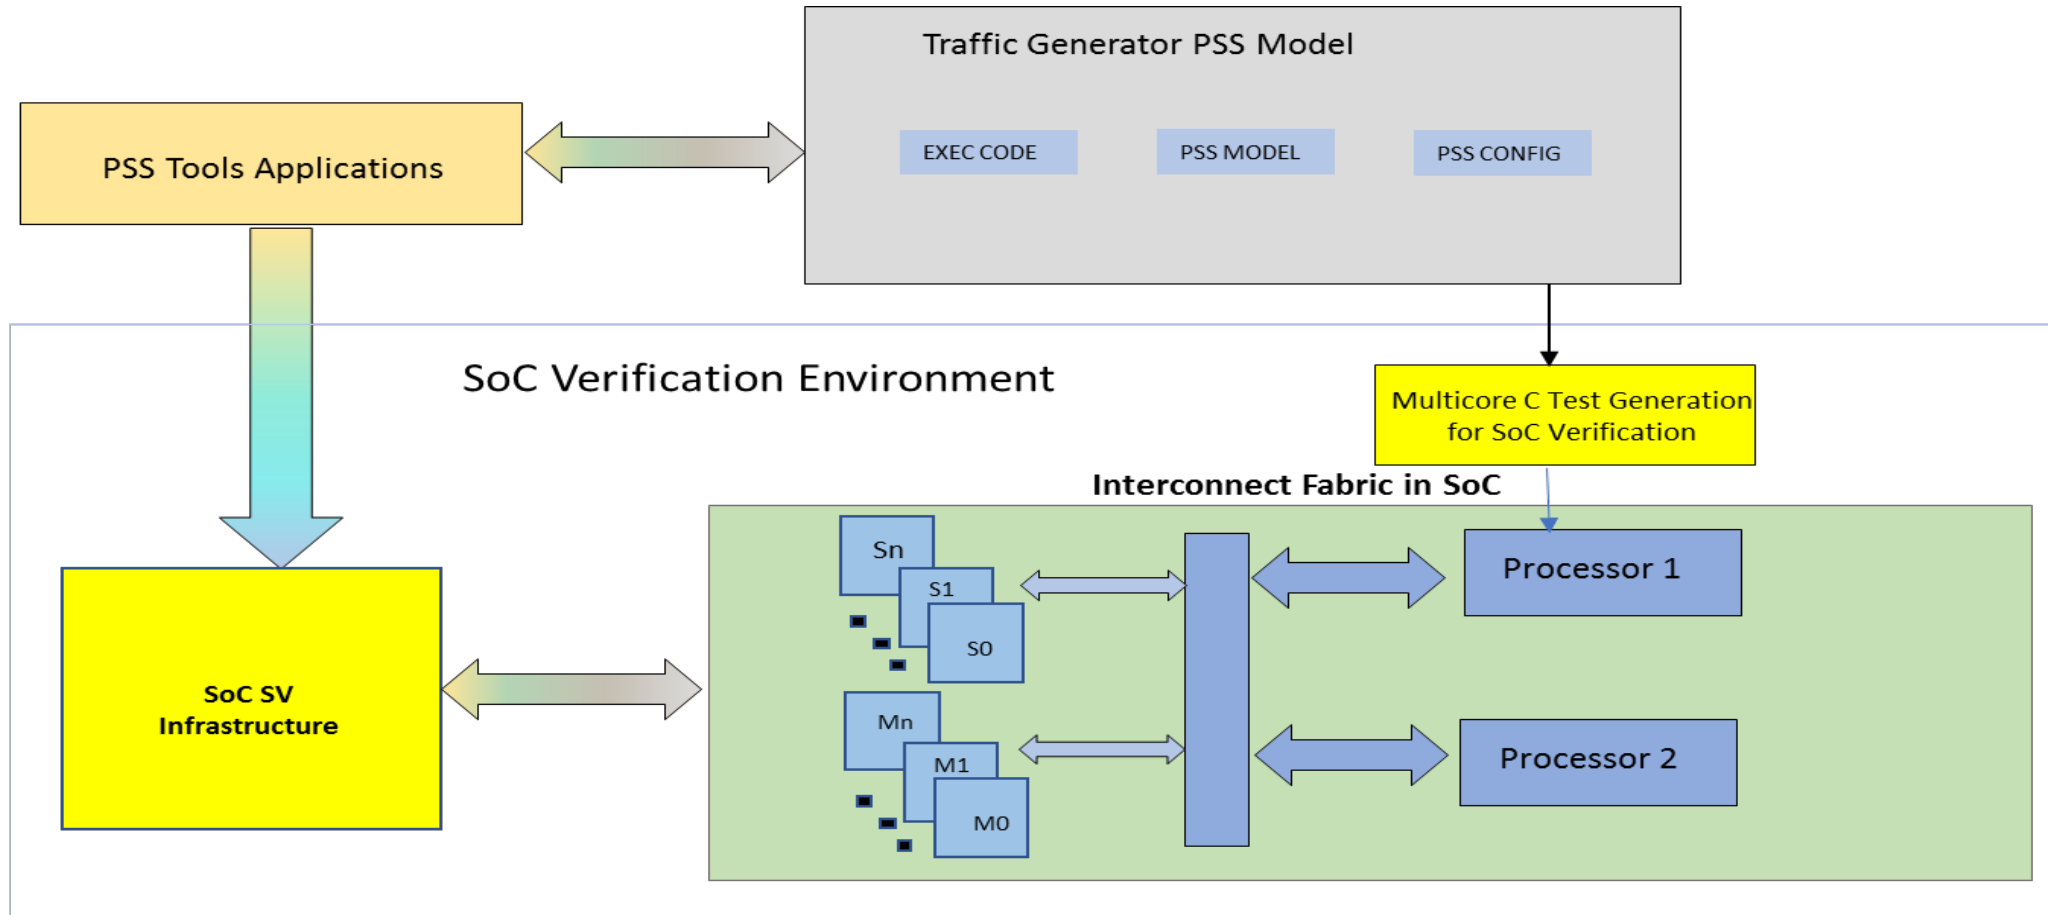 Traffic Generator PSS Model
PSS Tools Applications
EXEC CODE
PSS MODEL
PSS CONFIG
SoC Verification Environment
Multicore C Test Generation
for SoC Verification
Interconnect Fabric in SoC
Sn
S1
S0
Processor 1
SoC SV
Infrastructure
Mn
M1
M0
Processor 2